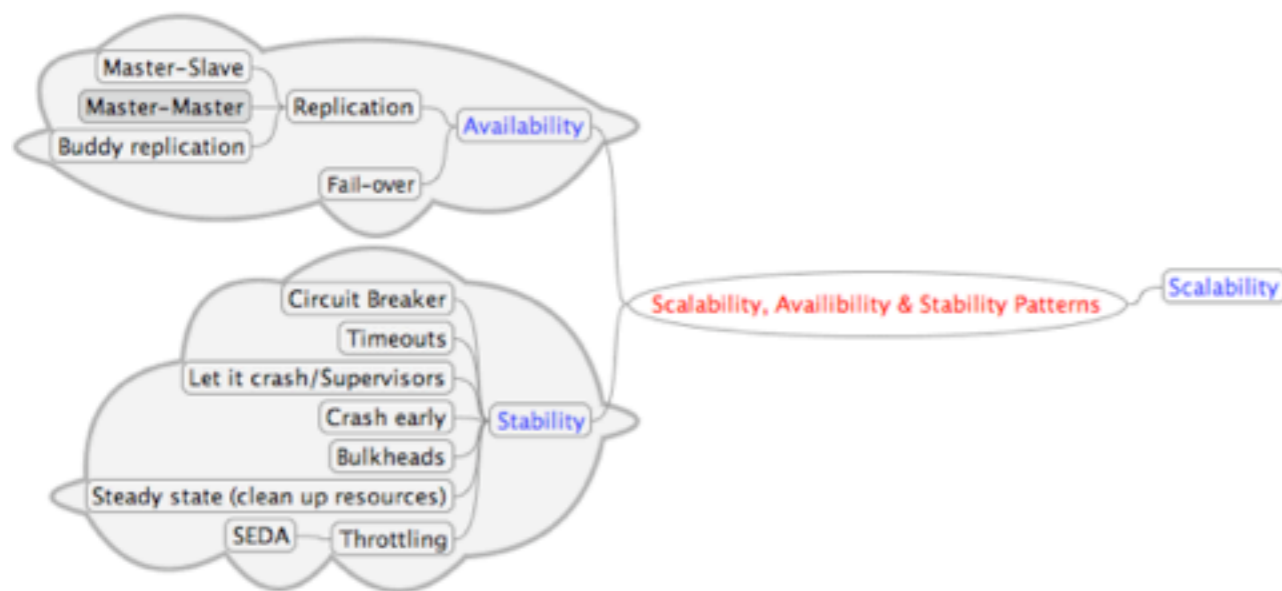 Master-Slave
Master-Master
Replication
Availability
Buddy replication
Fail-over
Circuit Breaker
Timeouts
Let it crash/Supervisors
Crash early
Stability
Bulkheads
Steady state (clean up resources)
SEDA
Throttling
Scalability, Availibility & Stability Patterns
Scalability